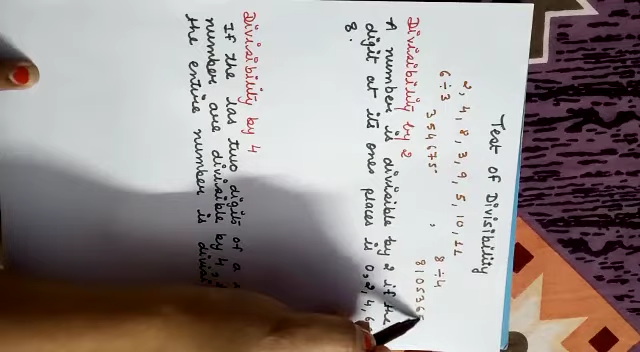 Test of Divisibility
2, 4, 8, 3, 9, 5, 10, 11
6÷3 , 8÷4
354675 810536
Divisibility by 2
A number is divisible by 2 if the
digit at its ones places is 0, 2, 4, 6
8.
Divisibility by 4
If the las two digits of a
number are divisible by 4,
the entire number is